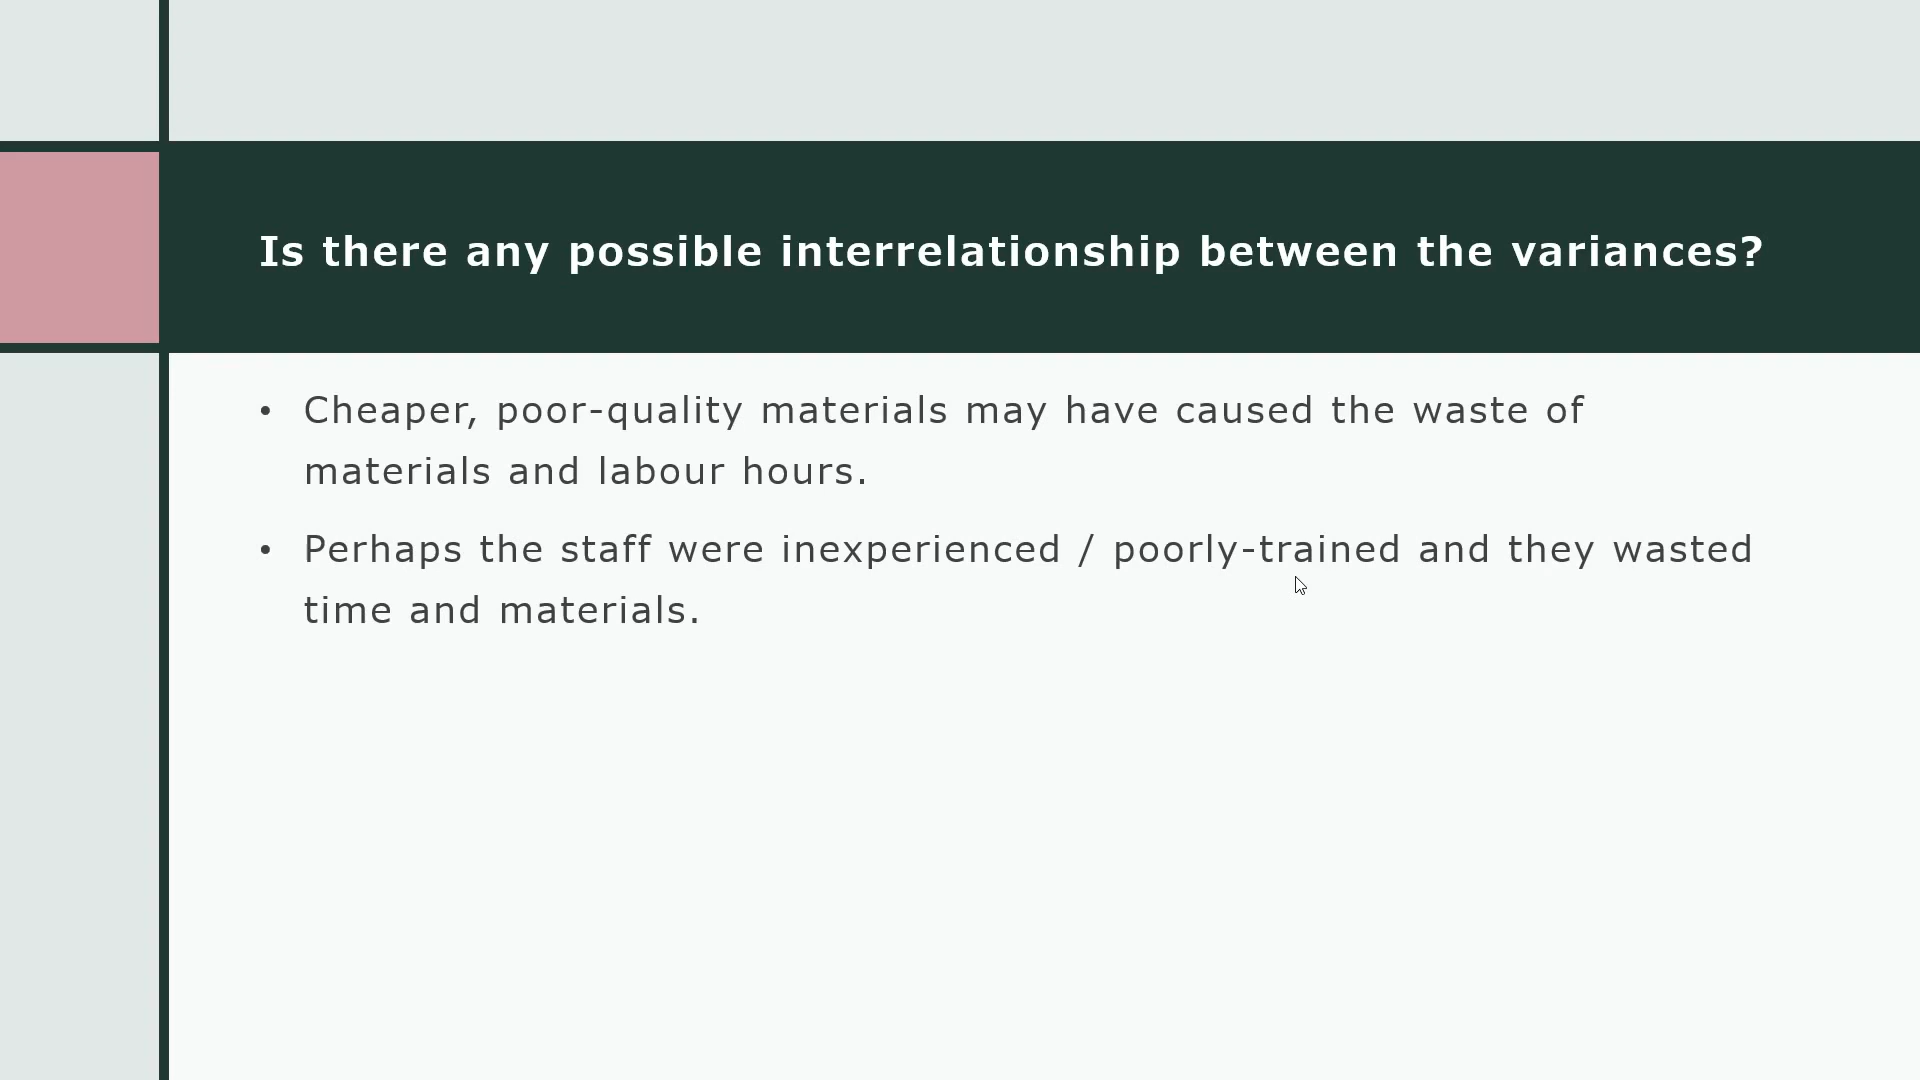 Is there any possible interrelationship between the variances?
• Cheaper, poor-quality materials may have caused the waste of
materials and labour hours.
• Perhaps the staff were inexperienced / poorly-trained and they wasted
time and materials.